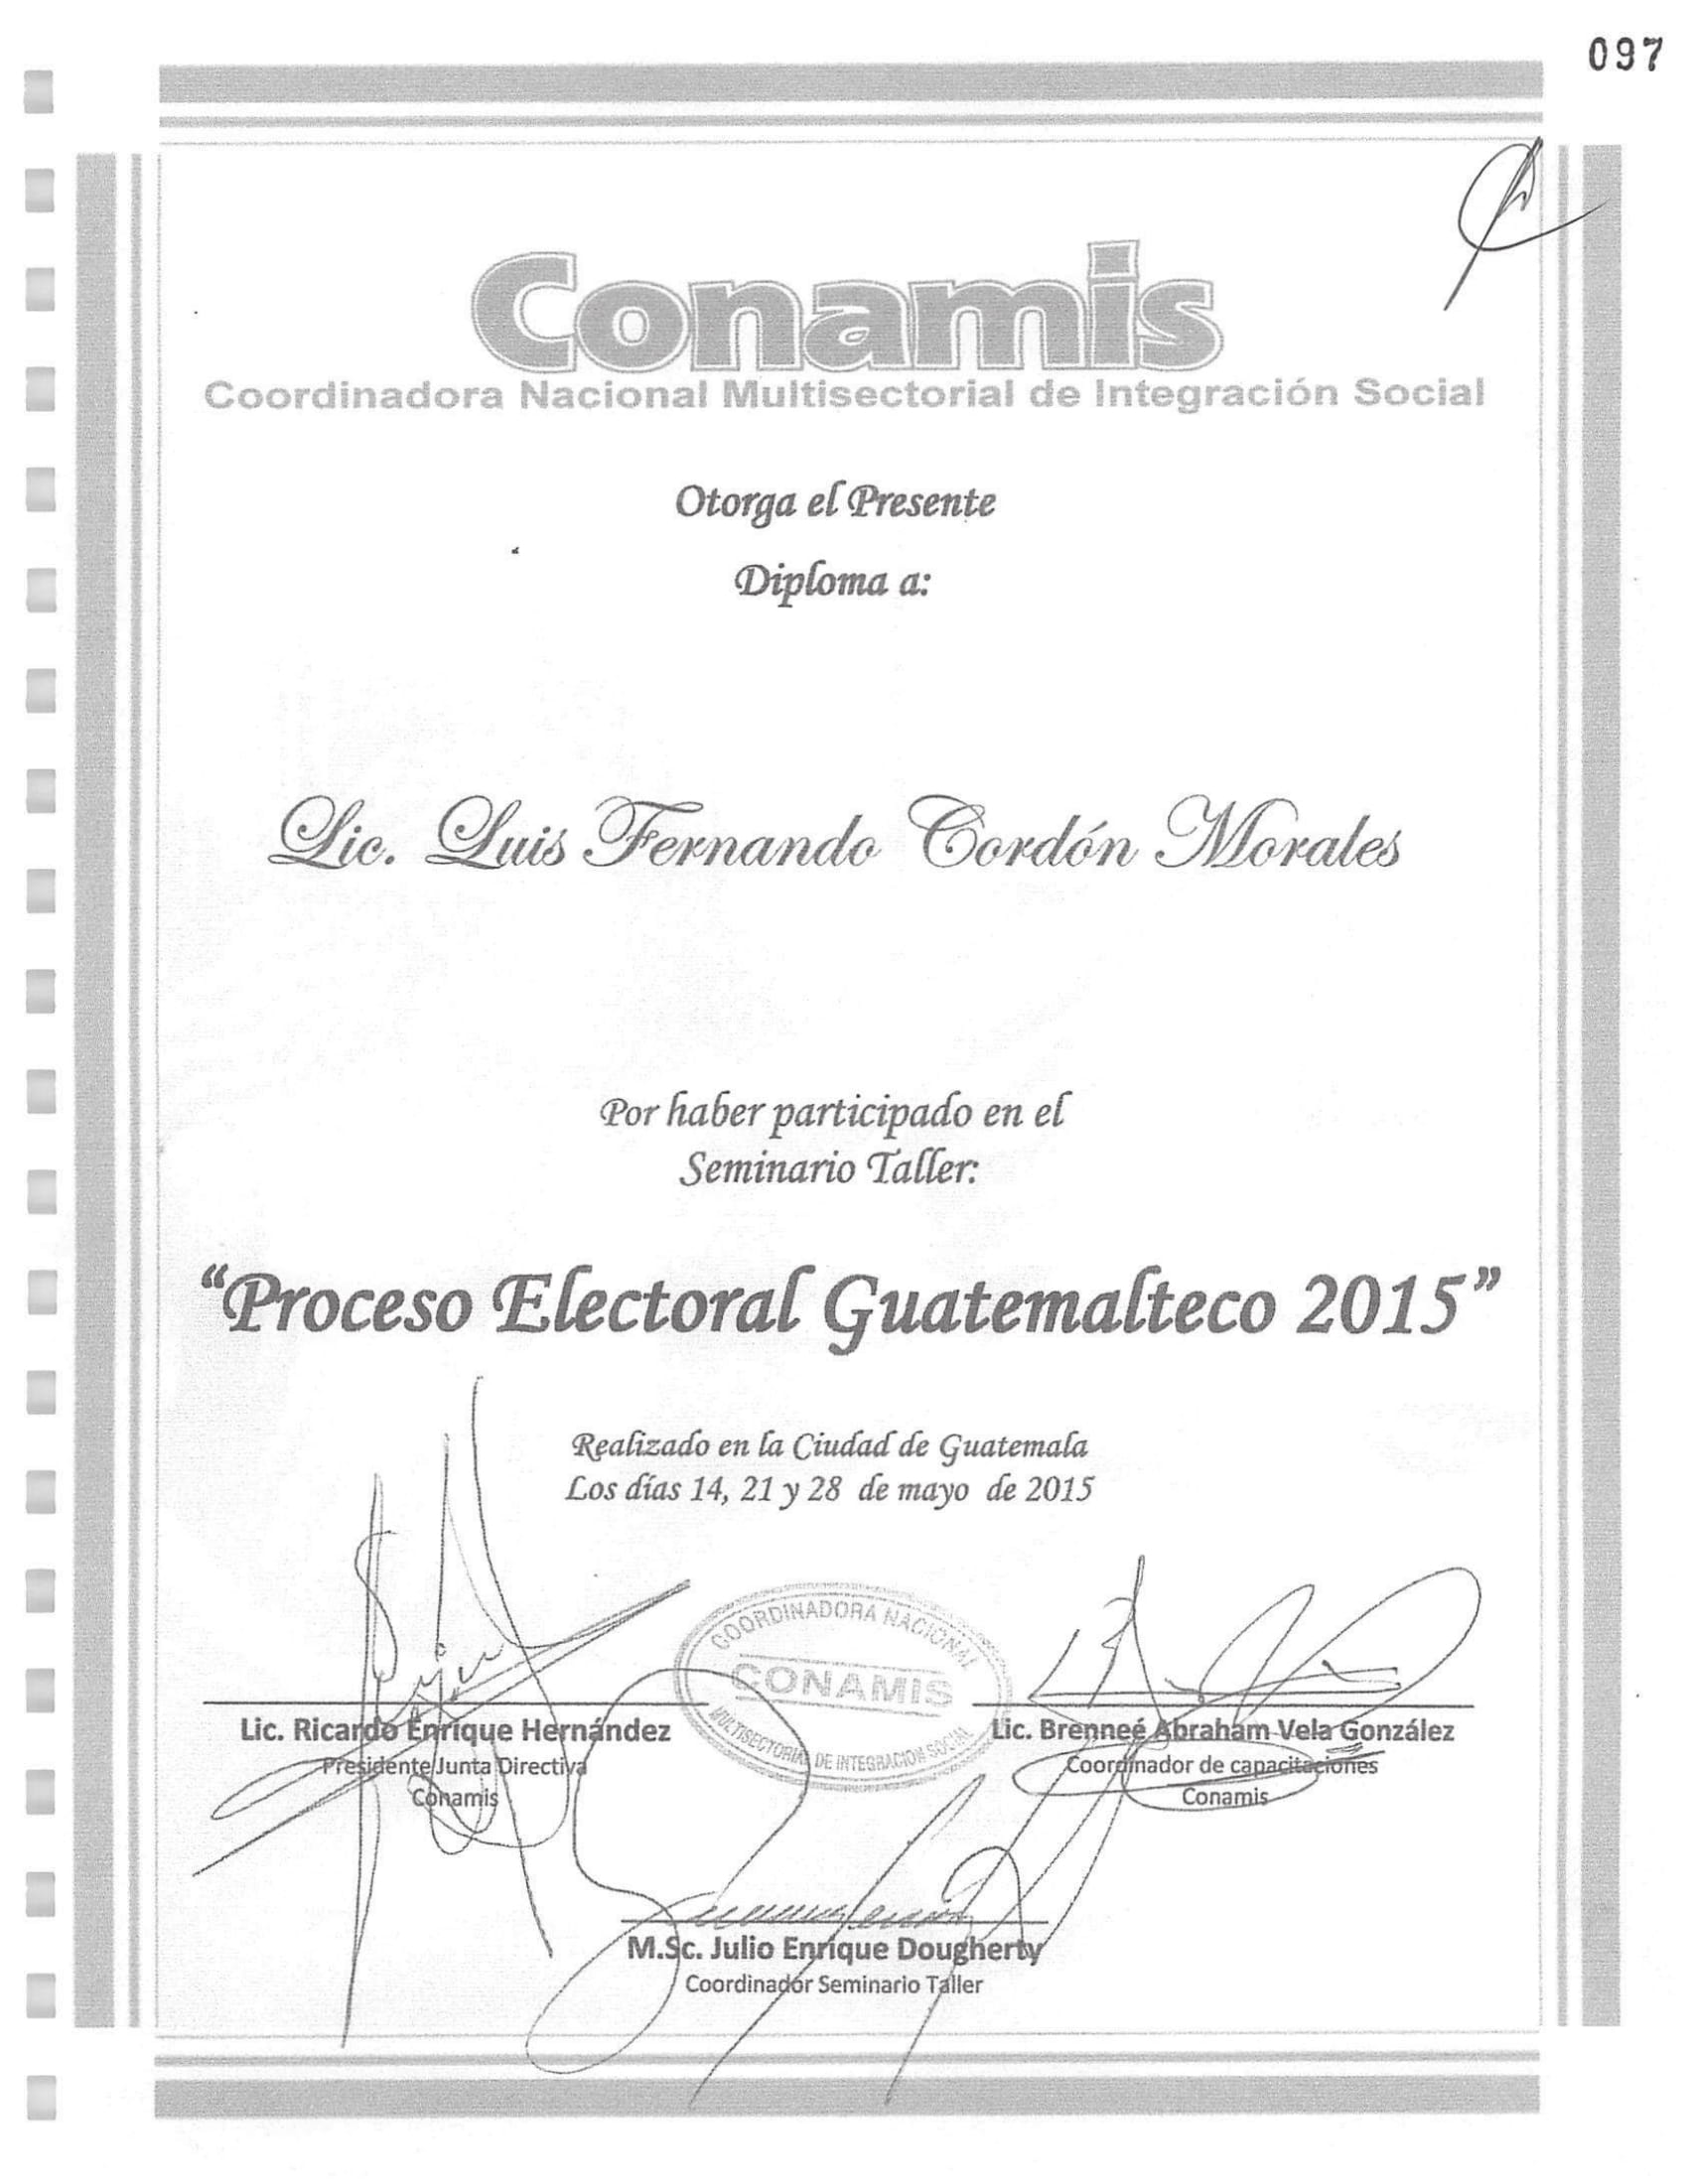 097
Conamis
Coordinadora Nacional Multisectorial de Integración Social
Otorga el Presente
Diploma a:
Lic. Luis Fernando Cordón Morales
Por haber participado en el
Seminario Taller:
“Proceso Electoral Guatemalteco 2015”
Realizado en la Ciudad de Guatemala
Los días 14, 21 y 28 de mayo de 2015
COORDINADORA NACIONAL
CONAMIS
MULTISECTORIAL DE INTEGRACION SOCIAL
Lic. Ricardo Enrique Hernández
Presidente Junta Directiva
Conamis
Lic. Brenneé Abraham Vela González
Coordinador de capacitaciones
Conamis
M.Sc. Julio Enrique Dougherty
Coordinador Seminario Taller